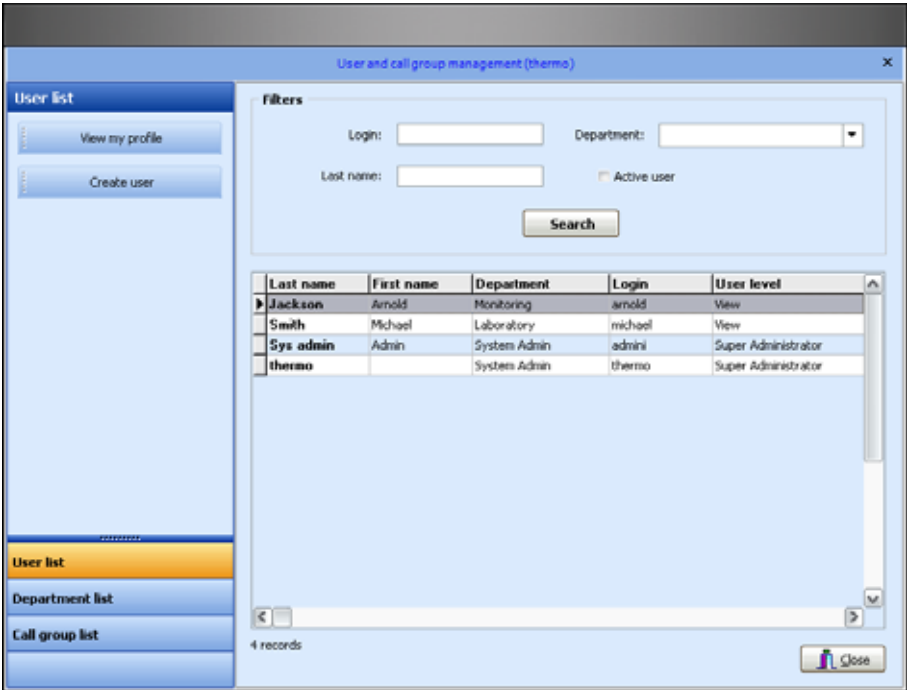 User and call group management (thermo)
User list
View my profile
Create user
Filters
Login:
Department:
Last name:
Active user
Search
Last name First name Department Login User level
Jackson Arnold Monitoring arnold View
Smith Michael Laboratory michael View
Sys admin Admin System Admin admini Super Administrator
thermo System Admin thermo Super Administrator
User list
Department list
Call group list
4 records
Close